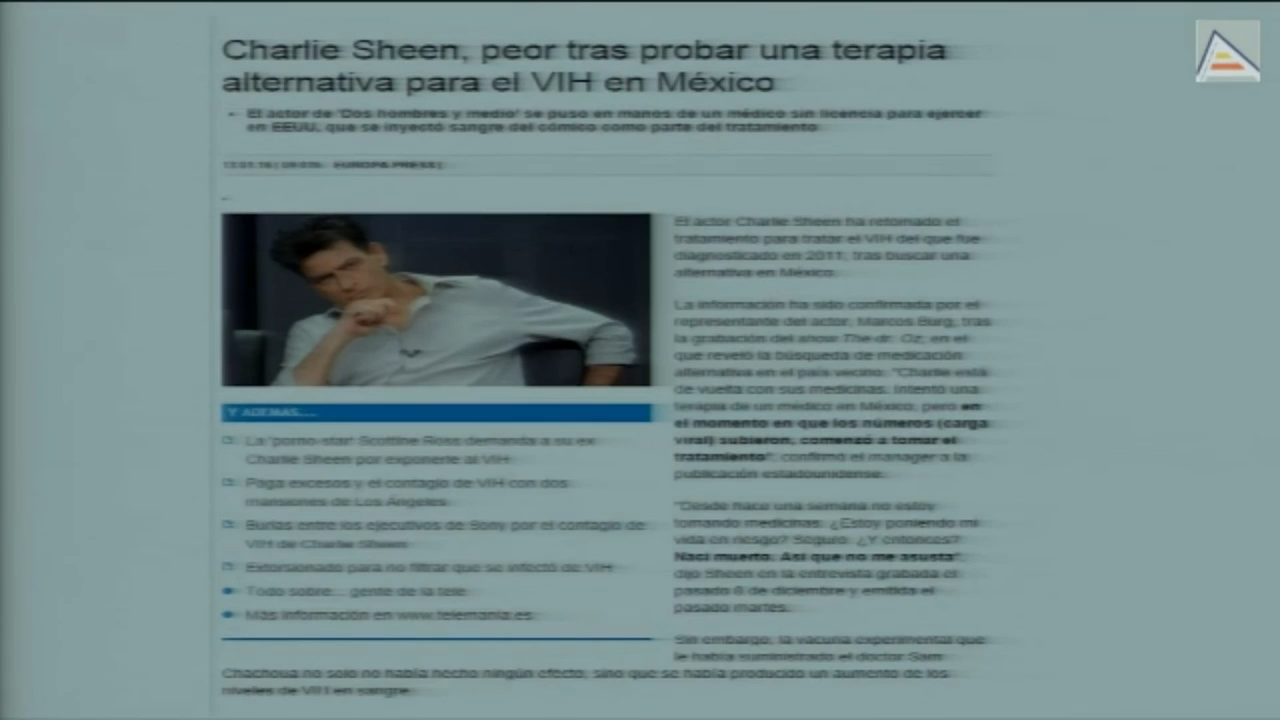 Charlie Sheen, peor tras probar una terapia
alternativa para el VIH en México
El actor de 'Dos hombres y medio' se puso en manos de un médico sin licencia para ejercer
en EEUU, que se inyectó sangre del cómico como parte del tratamiento
EUROPA PRESS |
El actor Charlie Sheen ha retomado el
tratamiento para tratar el VIH del que fue
diagnosticado en 2011, tras buscar una
alternativa en México.
La información ha sido confirmada por el
representante del actor, Marcos Burg, tras
la grabación del show The dr. Oz, en el
que reveló la búsqueda de medicación
alternativa en el país vecino: "Charlie está
de vuelta con sus medicinas. Intentó una
terapia de un médico en México, pero en
el momento en que los números (carga
viral) subieron, comenzó a tomar el
tratamiento", confirmó el manager a la
publicación estadounidense.
"Desde hace una semana no estoy
tomando medicinas. ¿Estoy poniendo mi
vida en riesgo? Seguro. ¿Y entonces?
Nací muerto. Así que no me asusta"
dijo Sheen en la entrevista grabada el
pasado 8 de diciembre y emitida el
pasado martes.
Sin embargo, la vacuna experimental que
le había suministrado el doctor Sam
Chachoua no solo no había hecho ningún efecto, sino que se había producido un aumento de los
niveles de VIH en sangre.
Y ADEMÁS.....
La 'porno-star' Scottine Ross demanda a su ex
Charlie Sheen por exponerle al VIH
Paga excesos y el contagio de VIH con dos
mansiones de Los Ángeles
Burlas entre los ejecutivos de Sony por el contagio de
VIH de Charlie Sheen
Extorsionado para no filtrar que se infectó de VIH
Todo sobre... gente de la tele
Más información en www.telemania.es